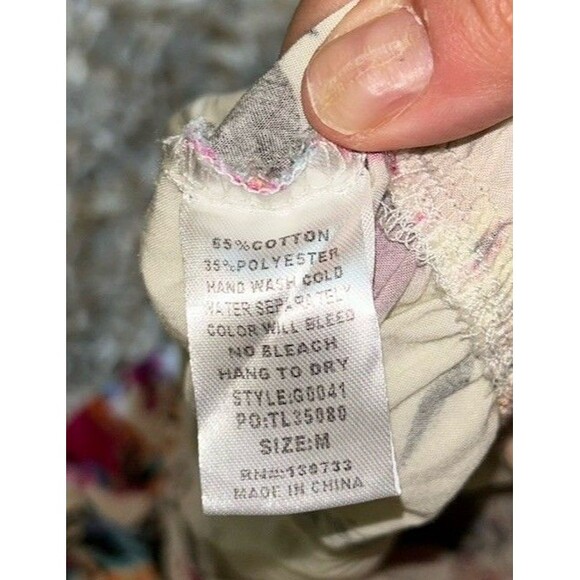 65%COTTON
35%POLYESTER
HAND WASH COLD
WATER SEPARATELY
COLOR WILL BLEED
NO BLEACH
HANG TO DRY
STYLE:G0041
PO:TL35080
SIZE:M
RN#:130733
MADE IN CHINA